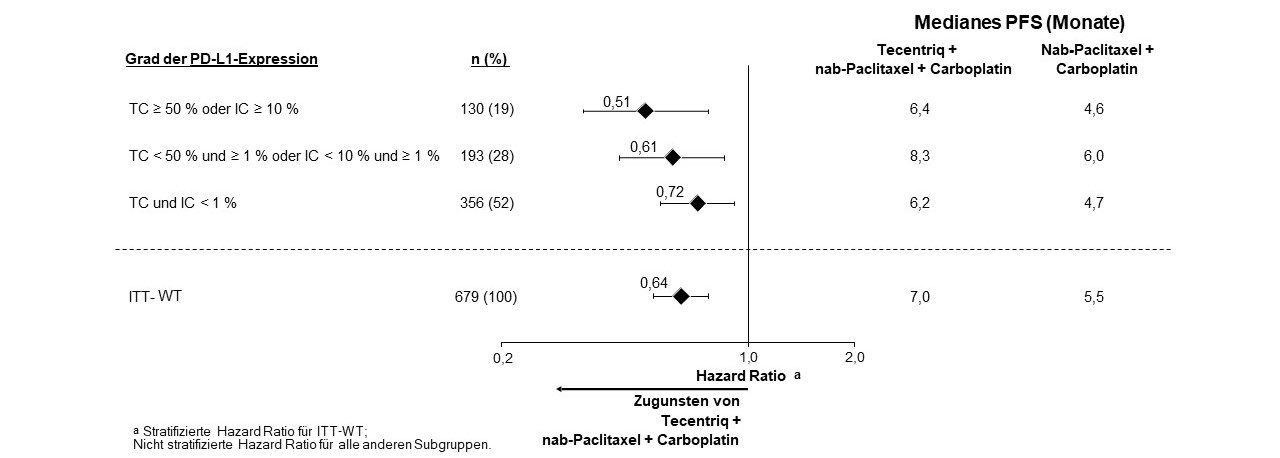 Medianes PFS (Monate)
Grad der PD-L1-Expression n (%) Tecentriq + nab-Paclitaxel + Carboplatin Nab-Paclitaxel + Carboplatin
TC ≥ 50 % oder IC ≥ 10 % 130 (19) 0,51 6,4 4,6
TC < 50 % und ≥ 1 % oder IC < 10 % und ≥ 1 % 193 (28) 0,61 8,3 6,0
TC und IC < 1 % 356 (52) 0,72 6,2 4,7
ITT-WT 679 (100) 0,64 7,0 5,5
0,2 1,0 2,0
Hazard Ratio a
Zugunsten von
Tecentriq +
nab-Paclitaxel + Carboplatin
a Stratifizierte Hazard Ratio für ITT-WT;
Nicht stratifizierte Hazard Ratio für alle anderen Subgruppen.